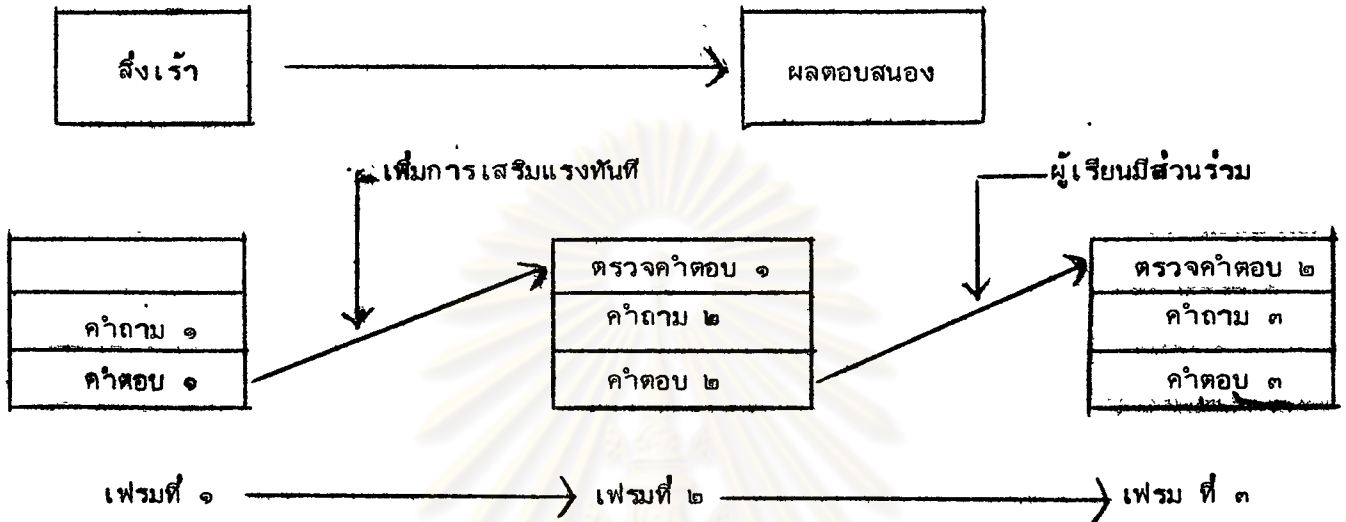 สิ่งเร้า ผลตอบสนอง
เพิ่มการเสริมแรงทันที ผู้เรียนมีส่วนร่วม
ตรวจคำตอบ ๑ ตรวจคำตอบ ๒
คำถาม ๑ คำถาม ๒ คำถาม ๓
คำตอบ ๑ คำตอบ ๒ คำตอบ ๓
เฟรมที่ ๑ เฟรมที่ ๒ เฟรม ที่ ๓